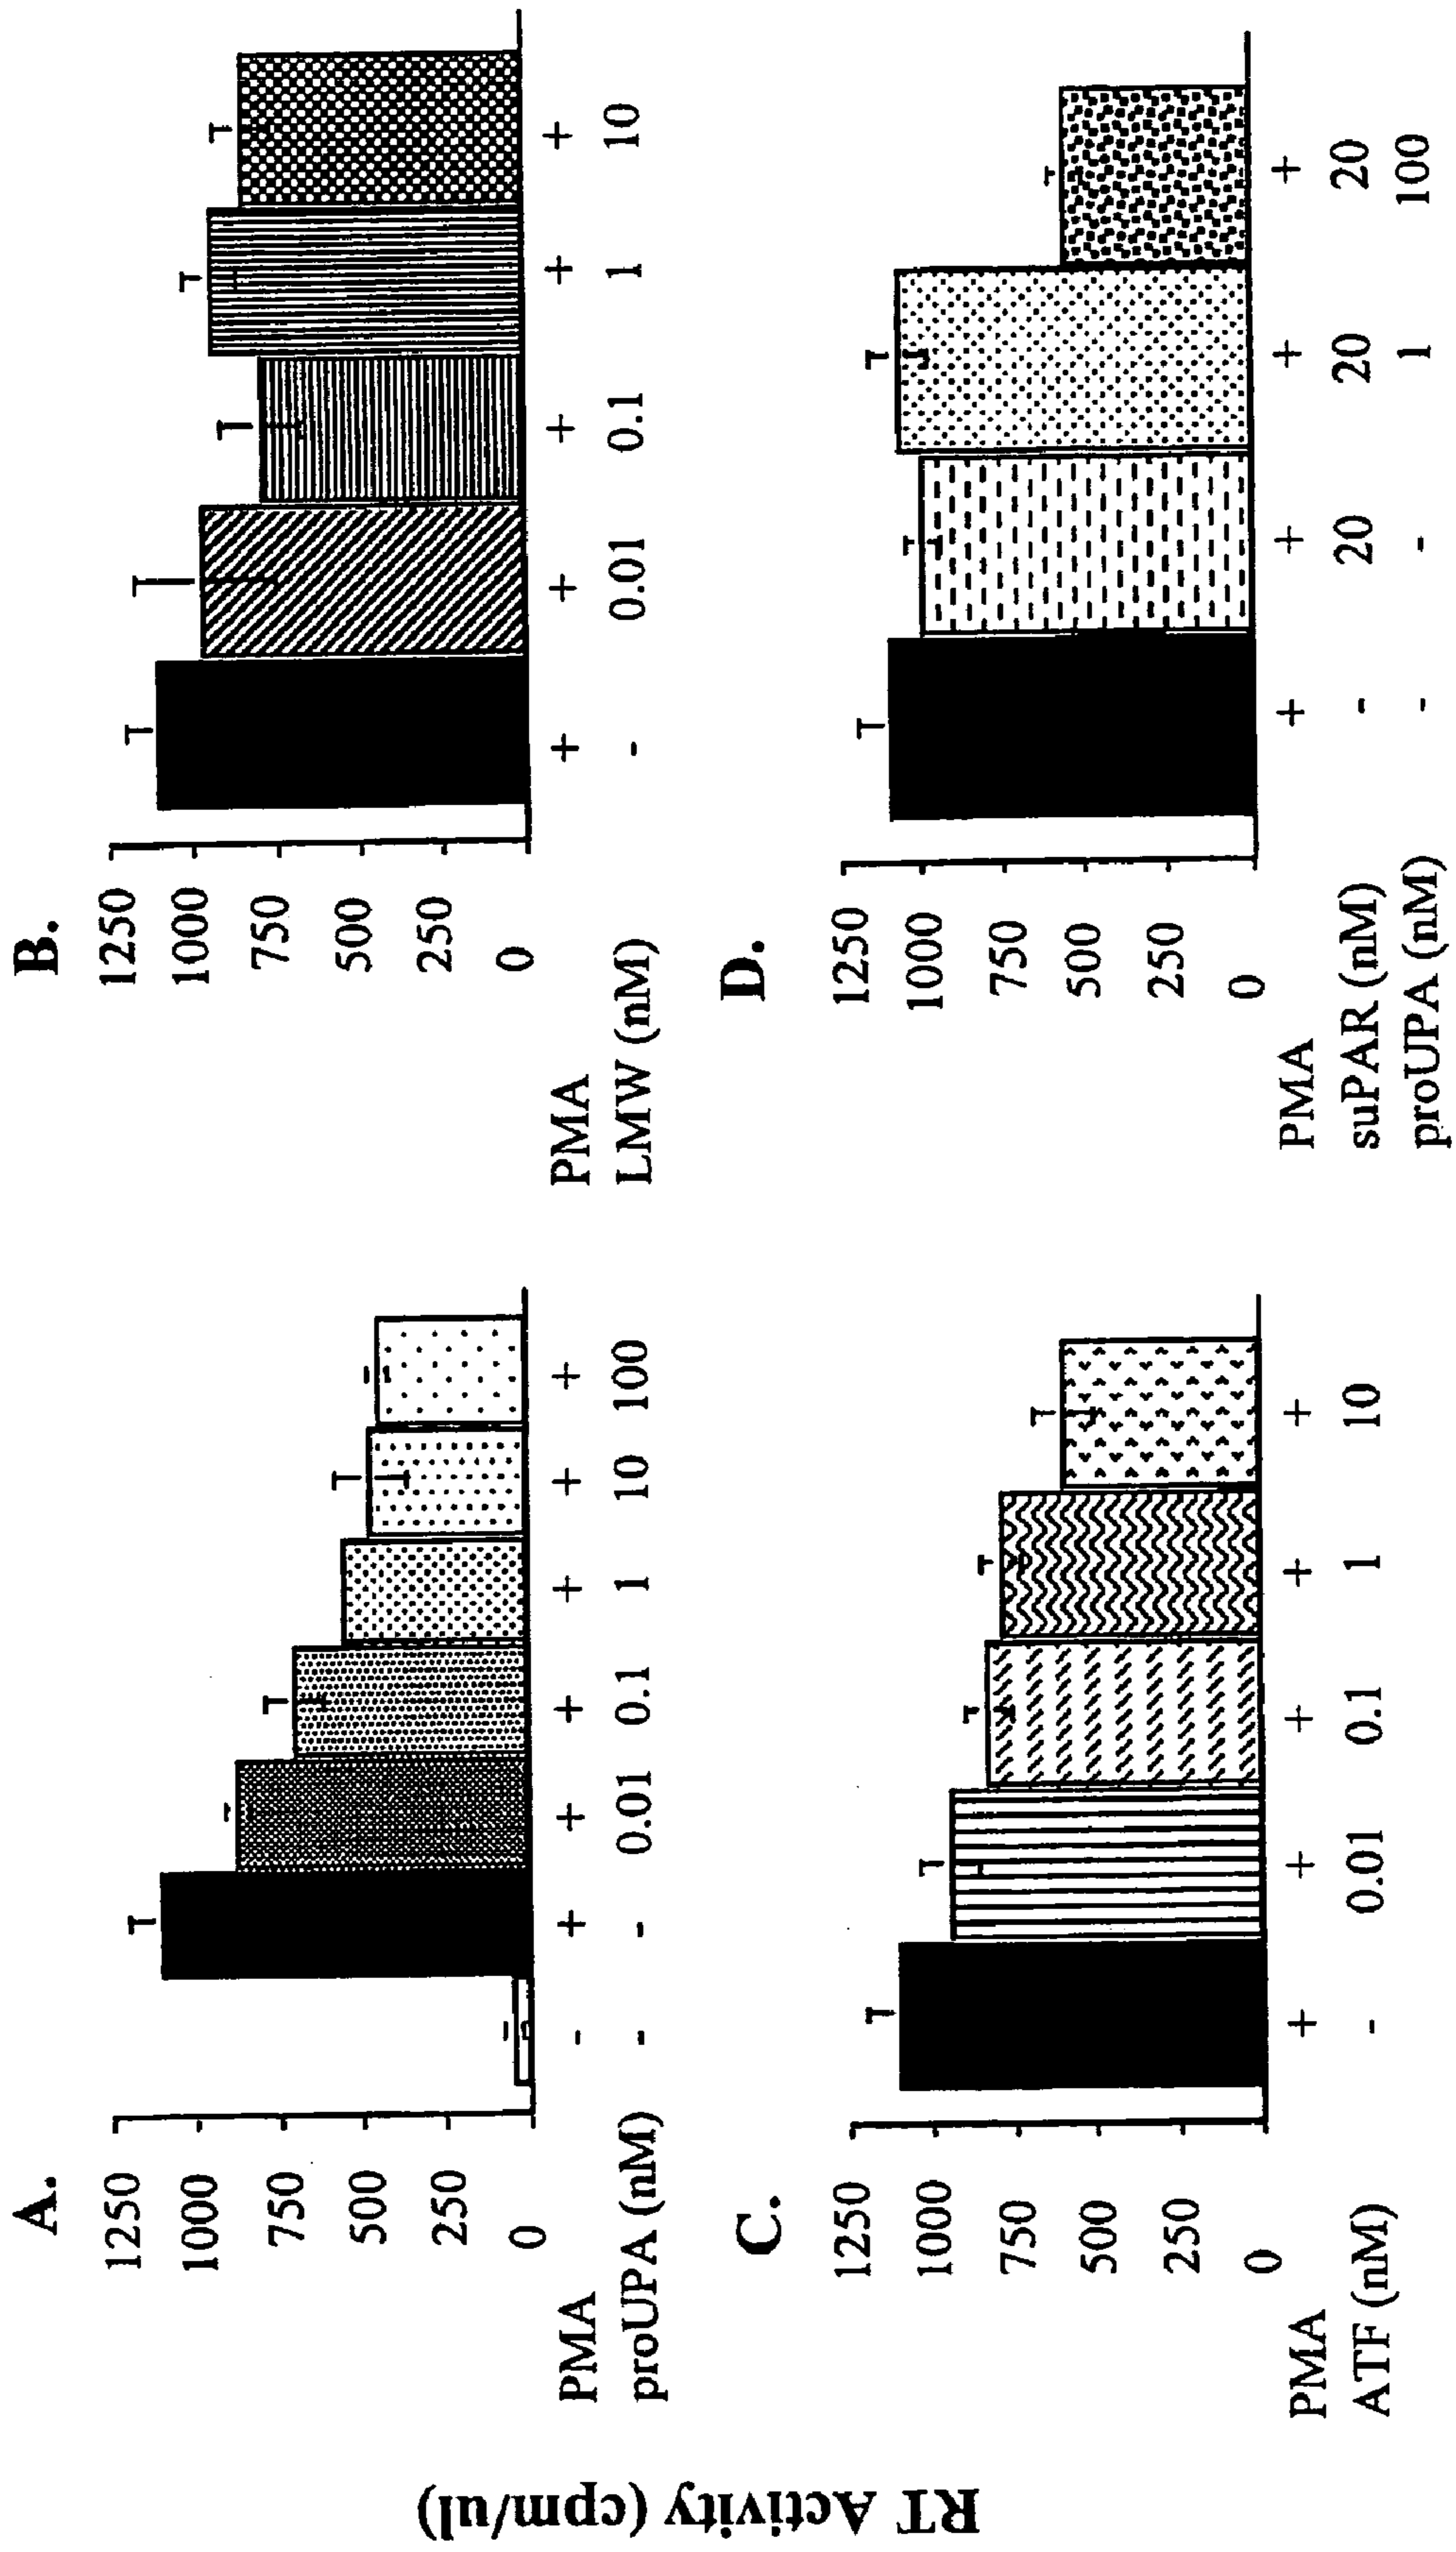 RT Activity (cpm/ul)
A.
1250
1000
750
500
250
0
PMA - + + + + + +
proUPA (nM) - - 0.01 0.1 1 10 100
B.
1250
1000
750
500
250
0
PMA + + + + +
LMW (nM) - 0.01 0.1 1 10
C.
1250
1000
750
500
250
0
PMA + + + + +
ATF (nM) - 0.01 0.1 1 10
D.
1250
1000
750
500
250
0
PMA + + + +
suPAR (nM) - 20 20 20
proUPA (nM) - - 1 100